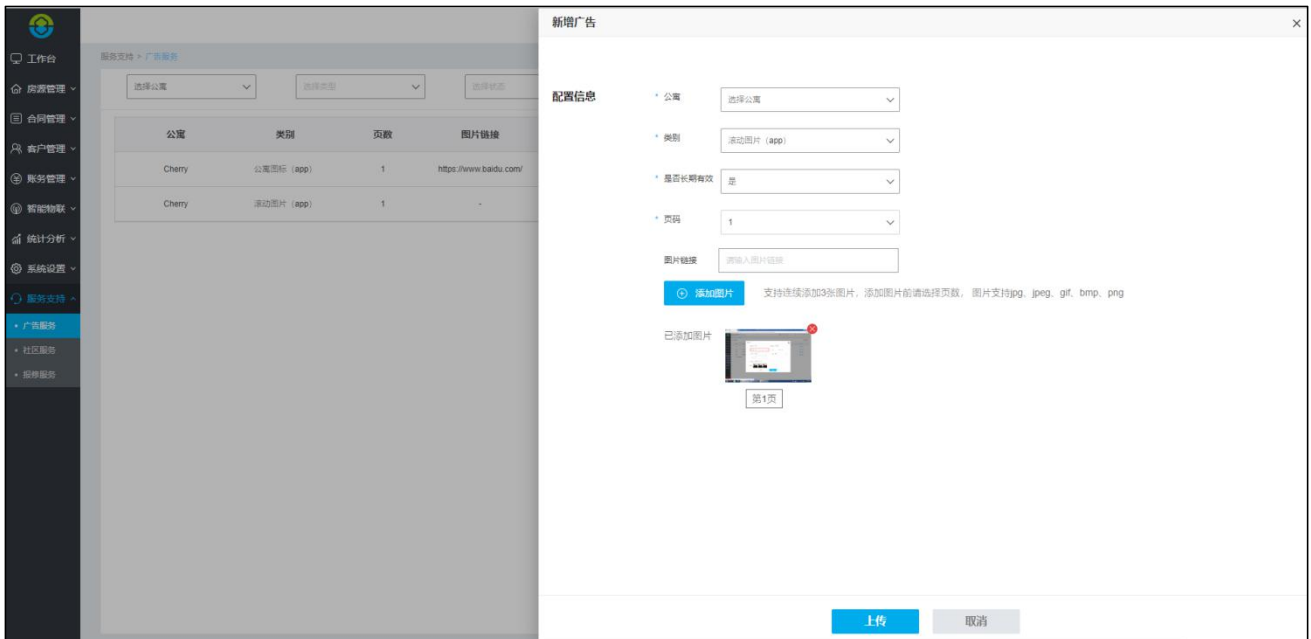 新增广告
×
工作台
房源管理
合同管理
客户管理
账务管理
智能物联
统计分析
系统设置
服务支持
• 广告服务
• 社区服务
• 报修服务
服务支持 > 广告服务
选择公寓 选择类型 选择状态
公寓 类别 页数 图片链接
Cherry 公寓图标（app） 1 https://www.baidu.com/
Cherry 滚动图片（app） 1 -
配置信息
* 公寓 选择公寓
* 类别 滚动图片（app）
* 是否长期有效 是
* 页码 1
图片链接 请输入图片链接
添加图片 支持连续添加3张图片，添加图片前请选择页数， 图片支持jpg、jpeg、gif、bmp、png
已添加图片
第1页
上传 取消